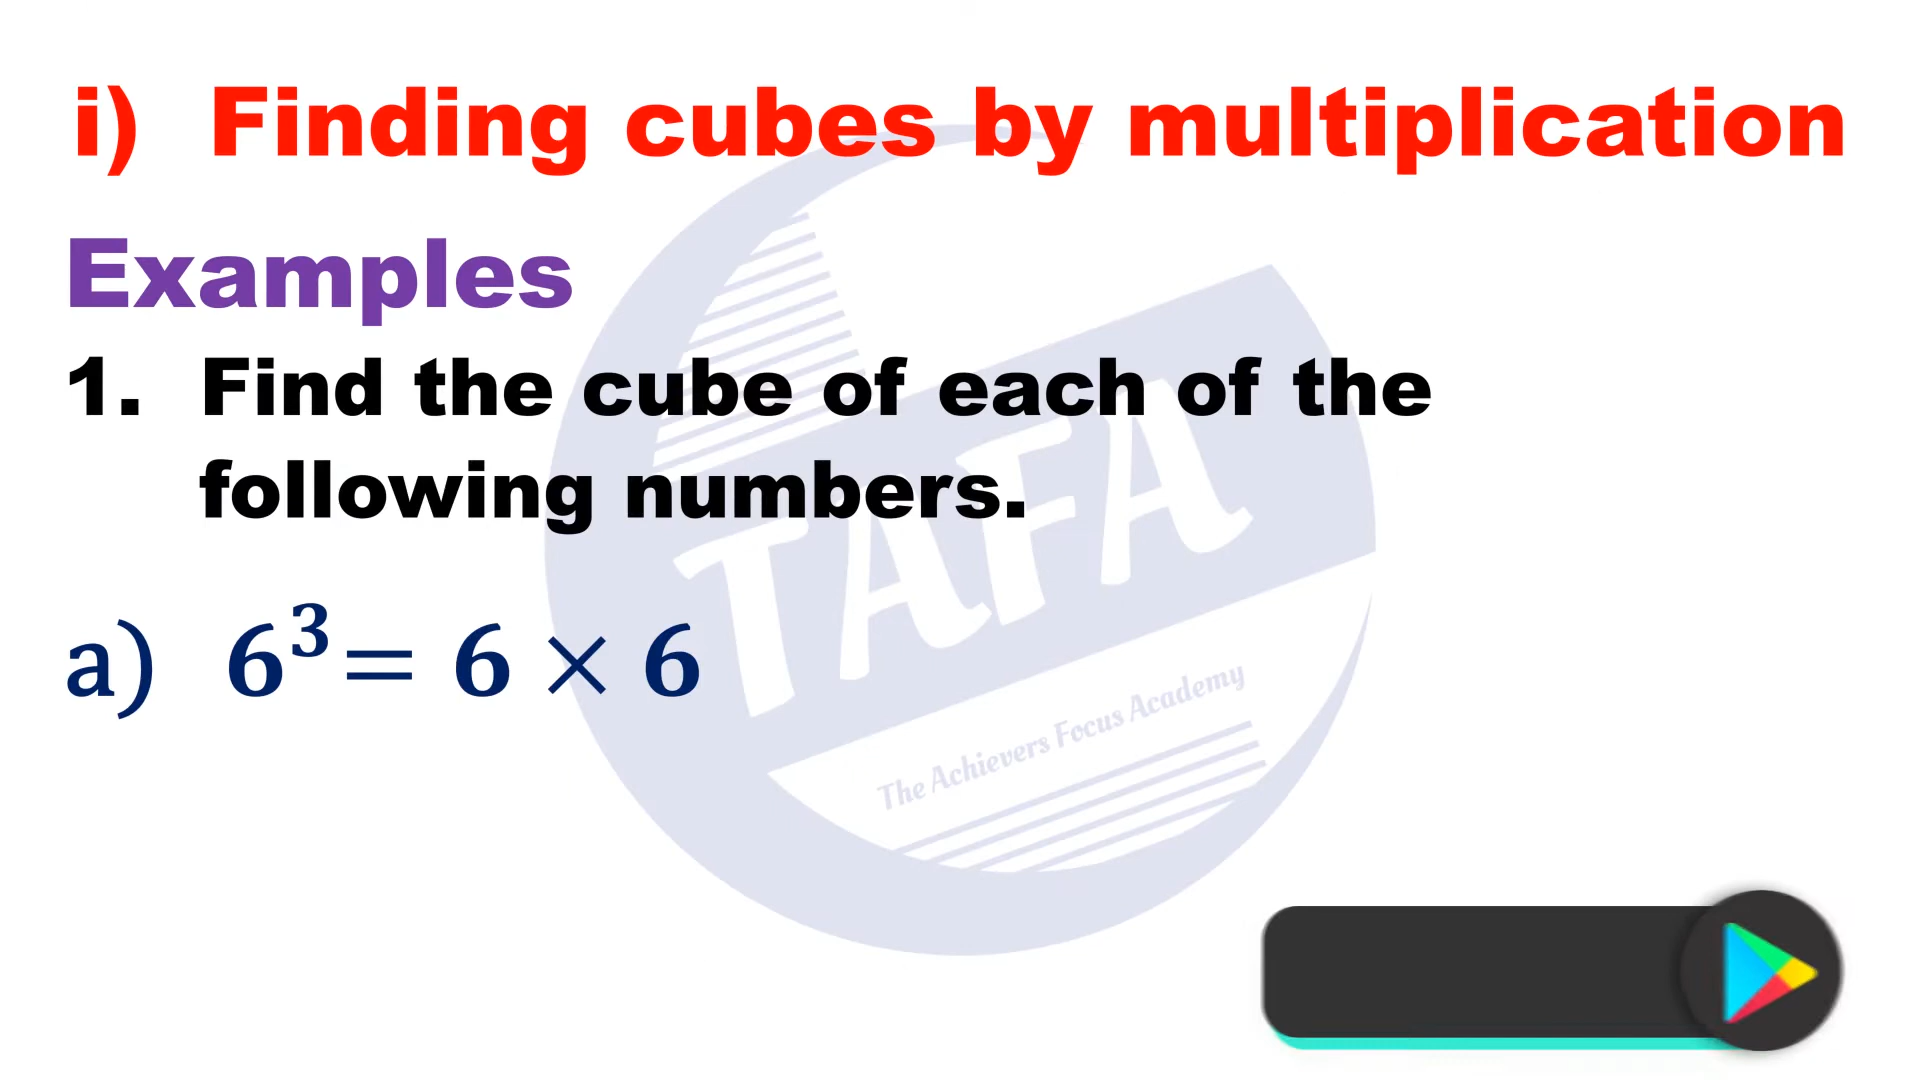 i) Finding cubes by multiplication
Examples
1. Find the cube of each of the
following numbers.
a) 6³ = 6 × 6
TAFA
The Achievers Focus Academy